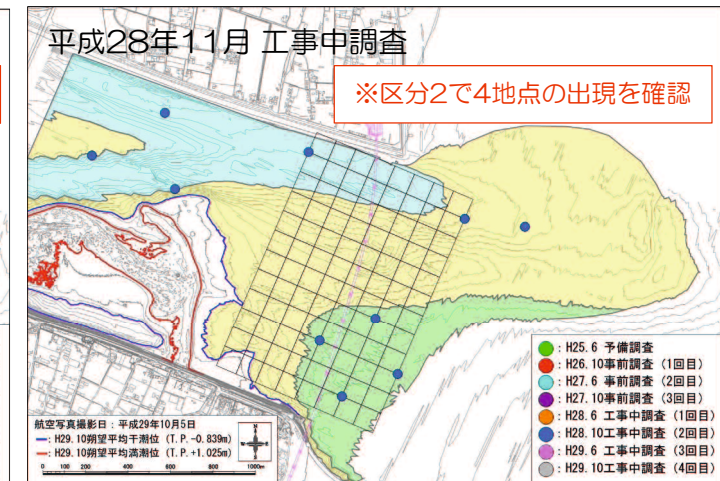 平成28年11月 工事中調査
※区分2で4地点の出現を確認
: H25.6 予備調査
: H26.10事前調査 (1回目)
: H27.6 事前調査 (2回目)
: H27.10事前調査 (3回目)
: H28.6 工事中調査 (1回目)
: H28.10工事中調査 (2回目)
: H29.6 工事中調査 (3回目)
: H29.10工事中調査 (4回目)
航空写真撮影日：平成29年10月5日
: H29.10朔望平均干潮位 (T.P.-0.839m)
: H29.10朔望平均満潮位 (T.P.+1.025m)
0 100 200 400 600 800 1000m